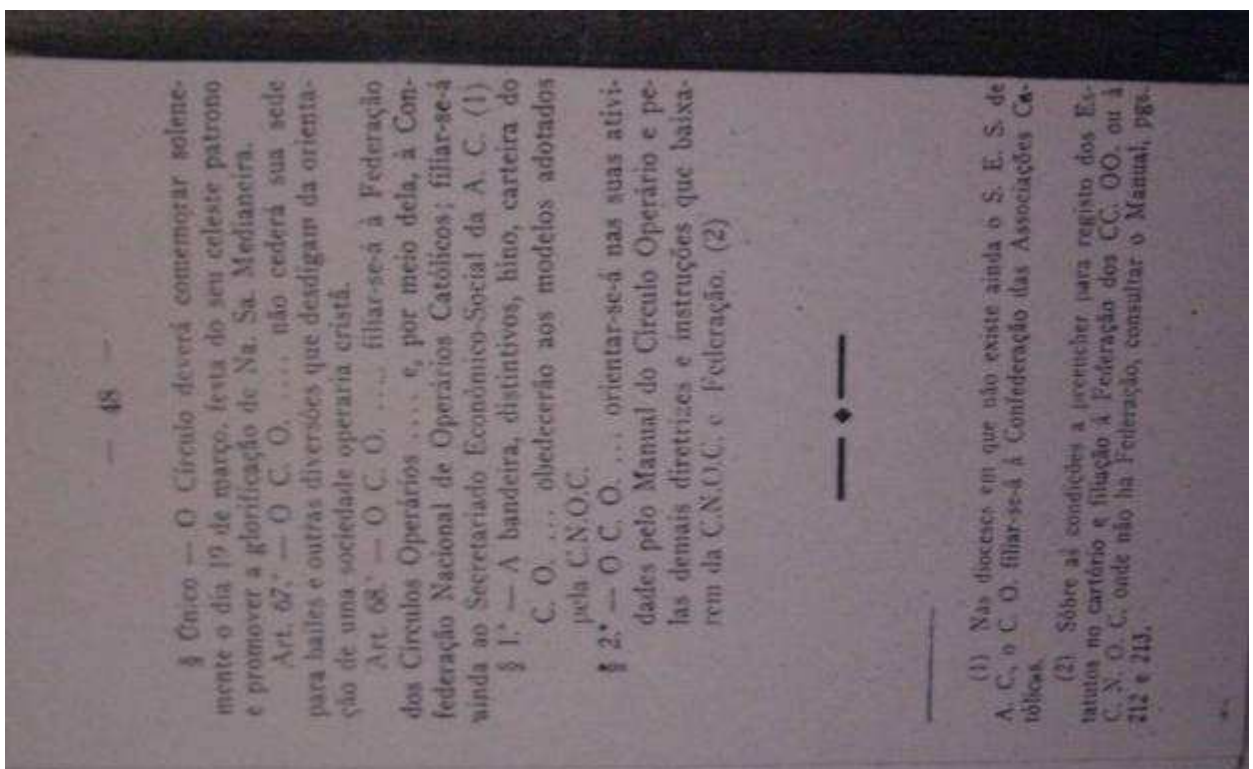 — 48 —
§ Único — O Círculo deverá comemorar solene-
mente o dia 19 de março, festa do seu celeste patrono
e promover a glorificação de Na. Sa. Medianeira.
Art. 67.º — O C. O. .... não cederá sua sede
para bailes e outras diversões que desdigam da orienta-
ção de uma sociedade operaria cristã.
Art. 68.º — O C. O. .... filiar-se-á à Federação
dos Circulos Operários .... e, por meio dela, à Con-
federação Nacional de Operários Católicos; filiar-se-á
ainda ao Secretariado Económico-Social da A. C. (1)
§ 1.º — A bandeira, distintivos, hino, carteira do
C. O. ... obedecerão aos modelos adotados
pela C.N.O.C.
§ 2.º — O C. O. ... orientar-se-á nas suas ativi-
dades pelo Manual do Circulo Operário e pe-
las demais diretrizes e instruções que baixa-
rem da C.N.O.C. e Federação. (2)
(1) Nas dioceses em que não existe ainda o S. E. S. de
A. C., o C. O. filiar-se-á à Confederação das Associações Ca-
tólicas.
(2) Sôbre as condições a preencher para registo dos Es-
tatutos no cartório e filiação à Federação dos CC. OO. ou à
C. N. O. C. onde não ha Federação, consultar o Manual, pgs.
212 e 213.